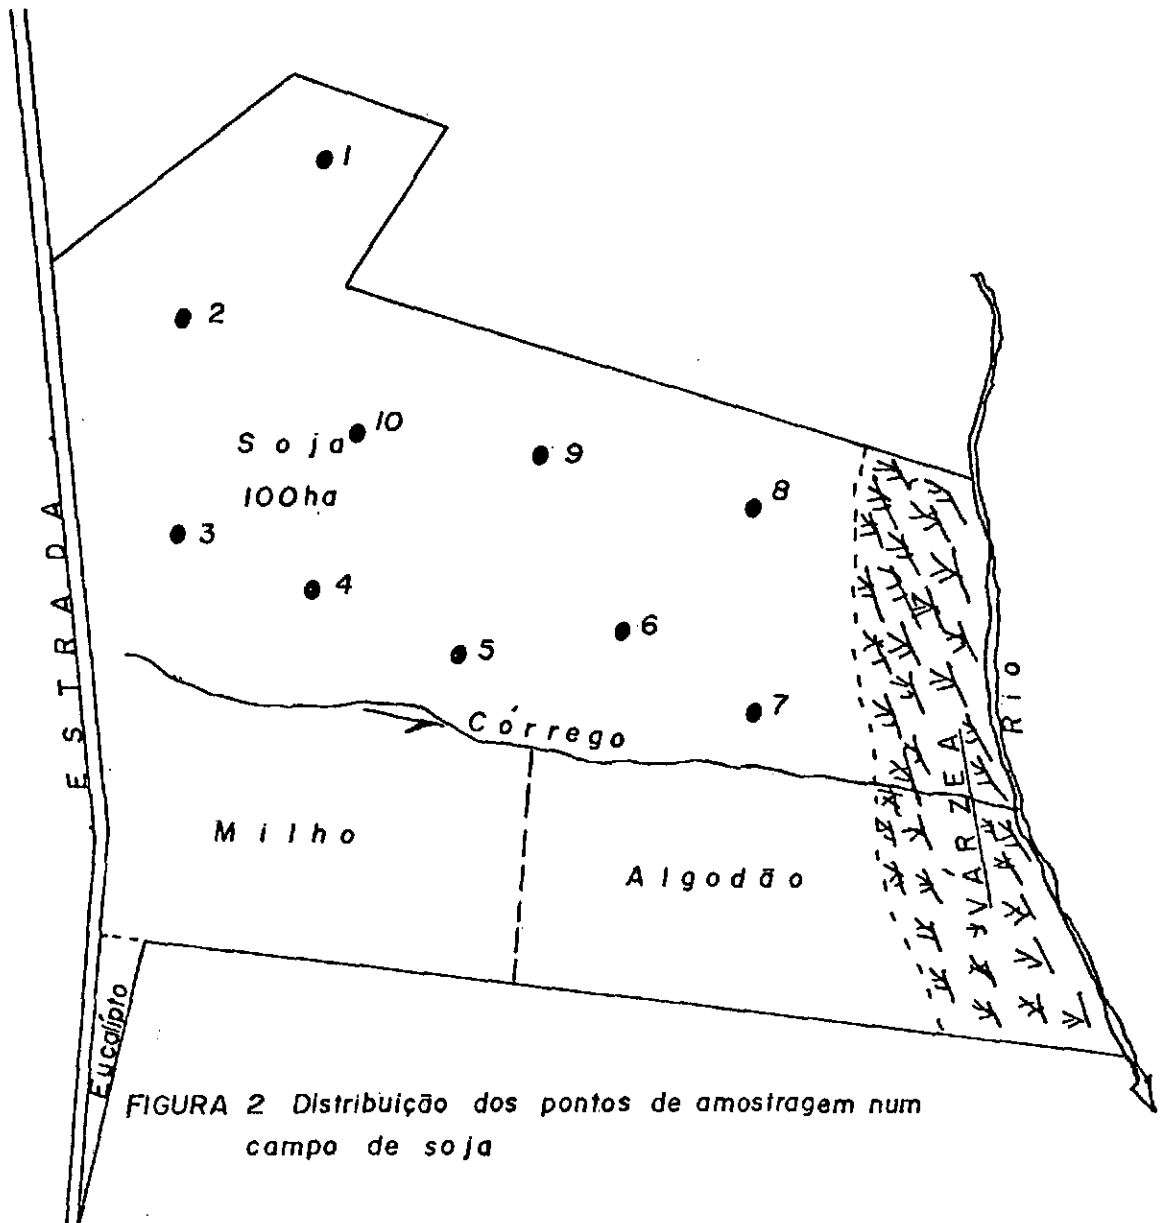 1
2
10
Soja
9
100ha
8
3
4
6
5
7
ESTRADA
Córrego
RIO
VÁRZEA
Milho
Algodão
Eucalípto
FIGURA 2 Distribuição dos pontos de amostragem num
campo de soja